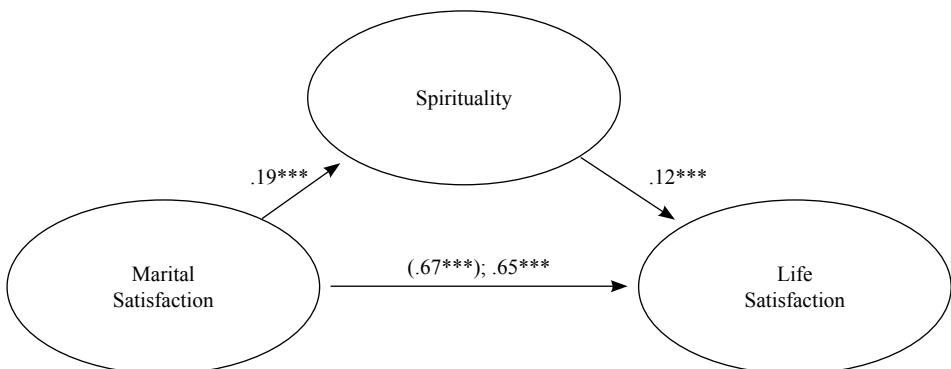 Spirituality
.19***
.12***
(.67***); .65***
Marital
Satisfaction
Life
Satisfaction